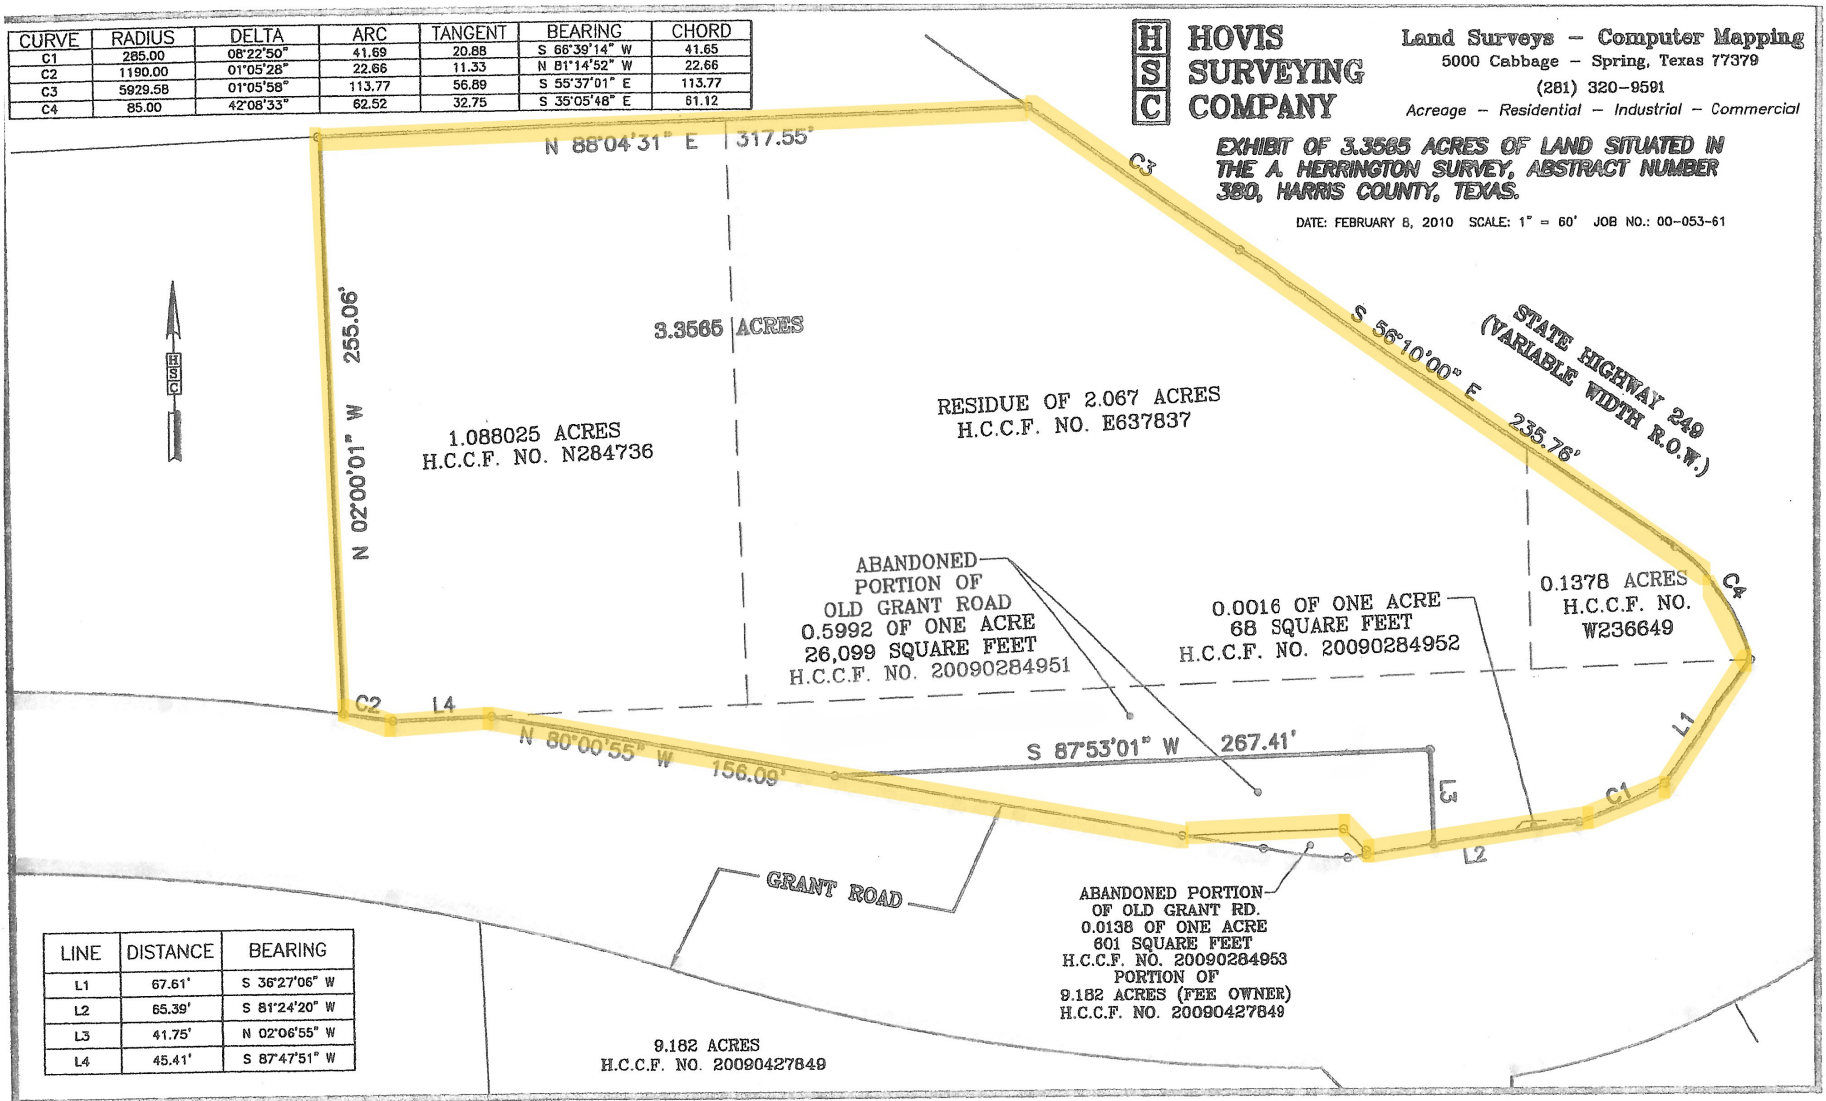 CURVE RADIUS DELTA ARC TANGENT BEARING CHORD
C1 285.00 08°22'50" 41.69 20.88 S 66°39'14" W 41.65
C2 1190.00 01°05'28" 22.66 11.33 N 81°14'52" W 22.66
C3 5929.58 01°05'58" 113.77 56.89 S 55°37'01" E 113.77
C4 85.00 42°08'33" 62.52 32.75 S 35°05'48" E 61.12
H HOVIS
S SURVEYING
C COMPANY
Land Surveys - Computer Mapping
5000 Cabbage - Spring, Texas 77379
(281) 320-9591
Acreage - Residential - Industrial - Commercial
EXHIBIT OF 3.3565 ACRES OF LAND SITUATED IN
THE A. HERRINGTON SURVEY, ABSTRACT NUMBER
380, HARRIS COUNTY, TEXAS.
DATE: FEBRUARY 8, 2010 SCALE: 1" = 60' JOB NO.: 00-053-61
N 88°04'31" E 317.55'
C3
HSC
N 02°00'01" W 255.06'
3.3565 ACRES
S 56°10'00" E 235.76'
STATE HIGHWAY 249
(VARIABLE WIDTH R.O.W.)
1.088025 ACRES
H.C.C.F. NO. N284736
RESIDUE OF 2.067 ACRES
H.C.C.F. NO. E637837
ABANDONED
PORTION OF
OLD GRANT ROAD
0.5992 OF ONE ACRE
26,099 SQUARE FEET
H.C.C.F. NO. 20090284951
0.0016 OF ONE ACRE
68 SQUARE FEET
H.C.C.F. NO. 20090284952
0.1378 ACRES
H.C.C.F. NO.
W236649
C4
C2
L4
N 80°00'55" W 156.09'
S 87°53'01" W 267.41'
L1
L3
C1
L2
GRANT ROAD
ABANDONED PORTION
OF OLD GRANT RD.
0.0138 OF ONE ACRE
601 SQUARE FEET
H.C.C.F. NO. 20090284953
PORTION OF
9.182 ACRES (FEE OWNER)
H.C.C.F. NO. 20090427849
LINE DISTANCE BEARING
L1 67.61' S 36°27'06" W
L2 65.39' S 81°24'20" W
L3 41.75' N 02°06'55" W
L4 45.41' S 87°47'51" W
9.182 ACRES
H.C.C.F. NO. 20090427849